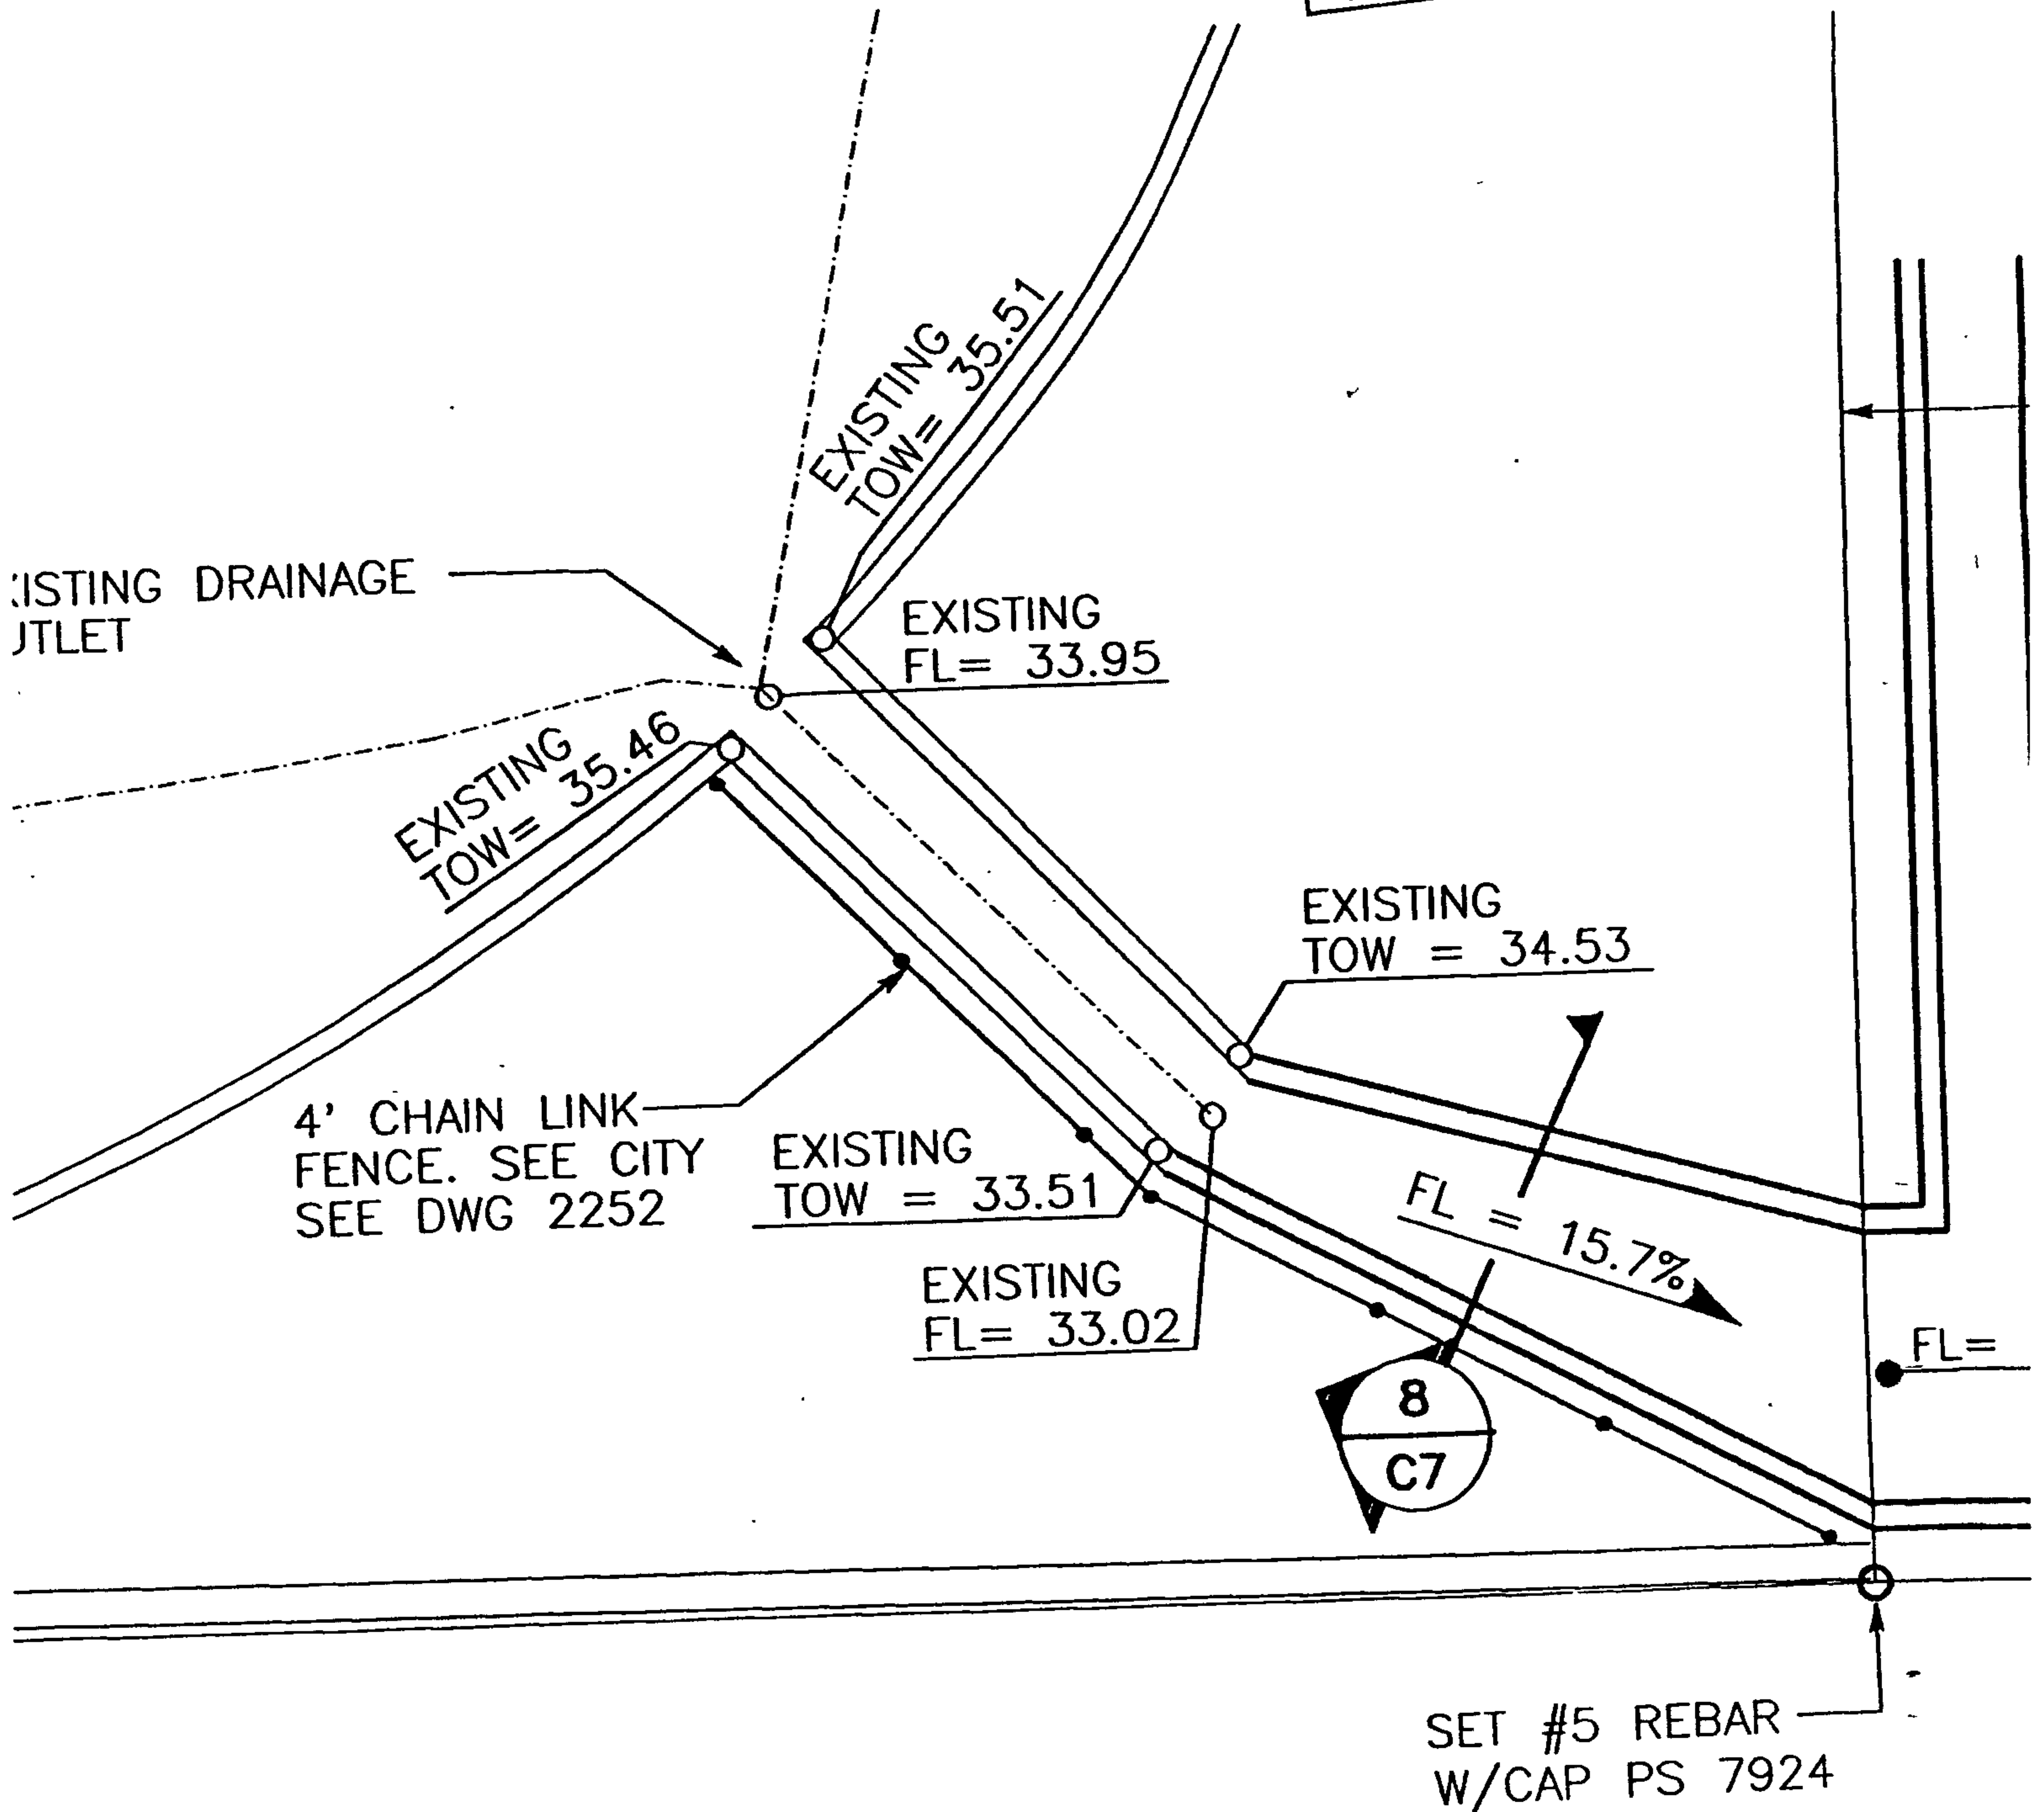 EXISTING
TOW= 35.51
DRAINAGE
EXISTING
FL= 33.95
EXISTING
TOW= 35.46
EXISTING
TOW = 34.53
4' CHAIN LINK
FENCE. SEE CITY
SEE DWG 2252
EXISTING
TOW = 33.51
FL = 15.7%
EXISTING
FL= 33.02
FL=
8
C7
SET #5 REBAR
W/CAP PS 7924